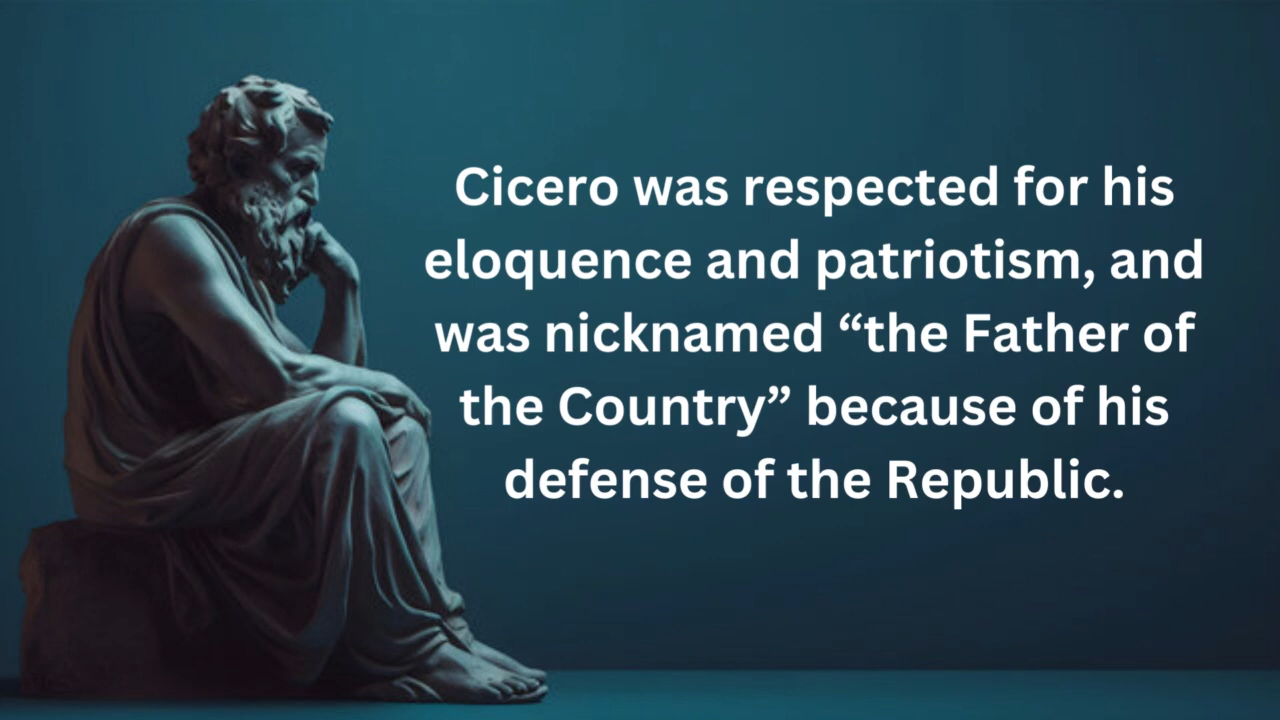 Cicero was respected for his
eloquence and patriotism, and
was nicknamed “the Father of
the Country” because of his
defense of the Republic.